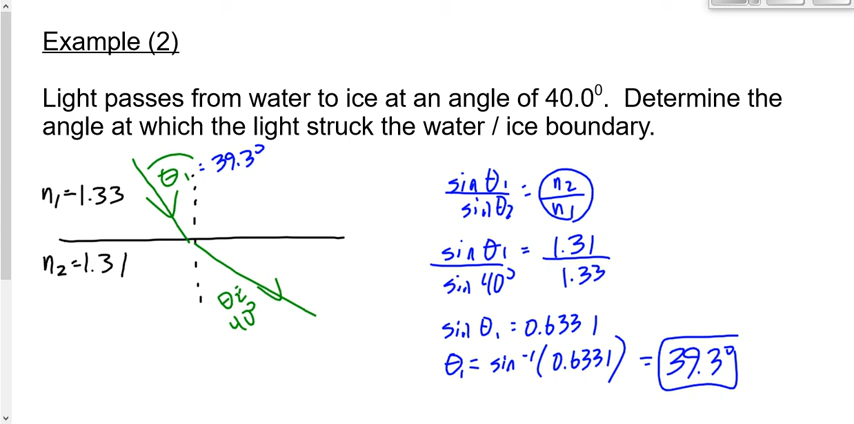 Example (2)
Light passes from water to ice at an angle of 40.0⁰. Determine the
angle at which the light struck the water / ice boundary.
θ₁ = 39.3°
n₁=1.33
n₂=1.31
θ₂=
40°
sin θ₁ / sin θ₂ = n₂ / n₁
sin θ₁ / sin 40° = 1.31 / 1.33
sin θ₁ = 0.6331
θ₁ = sin⁻¹(0.6331) = 39.3°